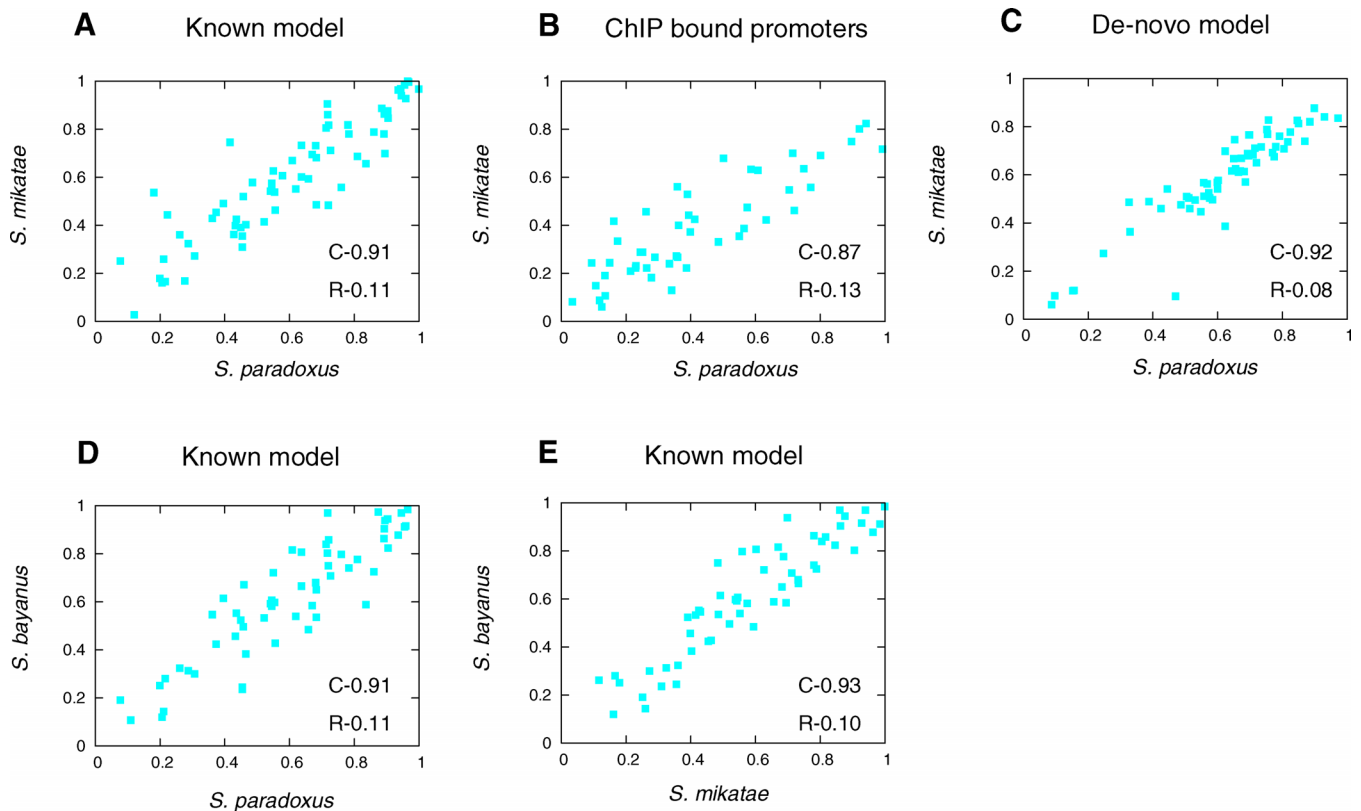 A
Known model
1
0.8
0.6
0.4
0.2
0
S. mikatae
C-0.91
R-0.11
0 0.2 0.4 0.6 0.8 1
S. paradoxus
B
ChIP bound promoters
1
0.8
0.6
0.4
0.2
0
S. mikatae
C-0.87
R-0.13
0 0.2 0.4 0.6 0.8 1
S. paradoxus
C
De-novo model
1
0.8
0.6
0.4
0.2
0
S. mikatae
C-0.92
R-0.08
0 0.2 0.4 0.6 0.8 1
S. paradoxus
D
Known model
1
0.8
0.6
0.4
0.2
0
S. bayanus
C-0.91
R-0.11
0 0.2 0.4 0.6 0.8 1
S. paradoxus
E
Known model
1
0.8
0.6
0.4
0.2
0
S. bayanus
C-0.93
R-0.10
0 0.2 0.4 0.6 0.8 1
S. mikatae